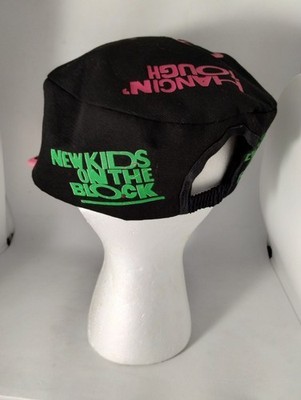 HANGIN'
TOUGH
NEW KIDS
ON THE
BLOCK